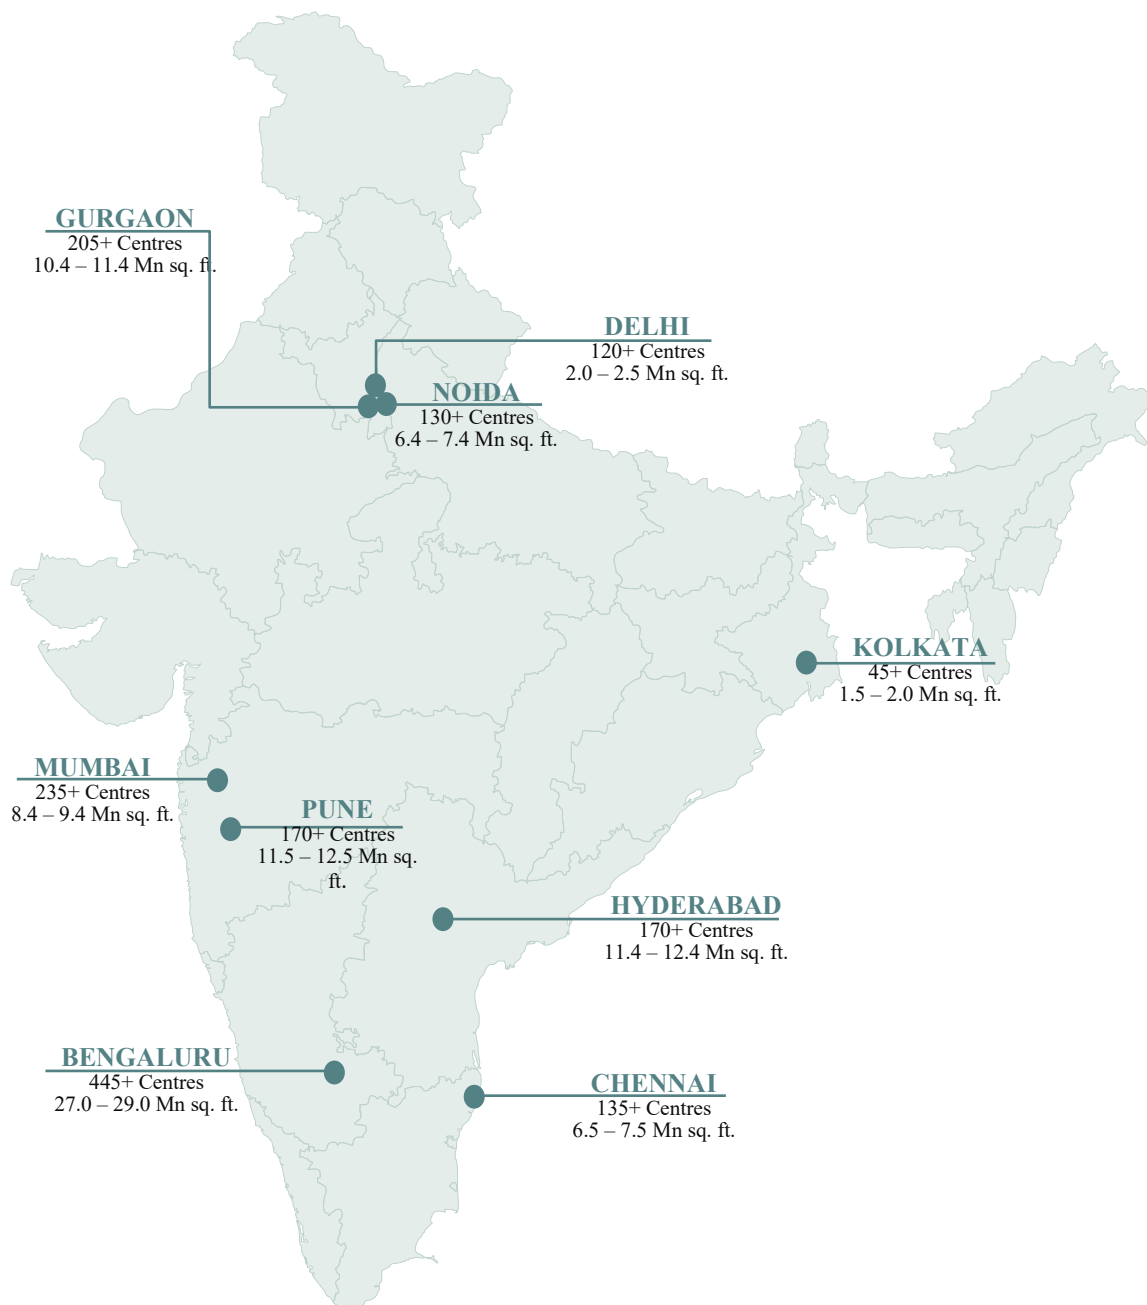 GURGAON
205+ Centres
10.4 – 11.4 Mn sq. ft.
DELHI
120+ Centres
2.0 – 2.5 Mn sq. ft.
NOIDA
130+ Centres
6.4 – 7.4 Mn sq. ft.
KOLKATA
45+ Centres
1.5 – 2.0 Mn sq. ft.
MUMBAI
235+ Centres
8.4 – 9.4 Mn sq. ft.
PUNE
170+ Centres
11.5 – 12.5 Mn sq.
ft.
HYDERABAD
170+ Centres
11.4 – 12.4 Mn sq. ft.
BENGALURU
445+ Centres
27.0 – 29.0 Mn sq. ft.
CHENNAI
135+ Centres
6.5 – 7.5 Mn sq. ft.